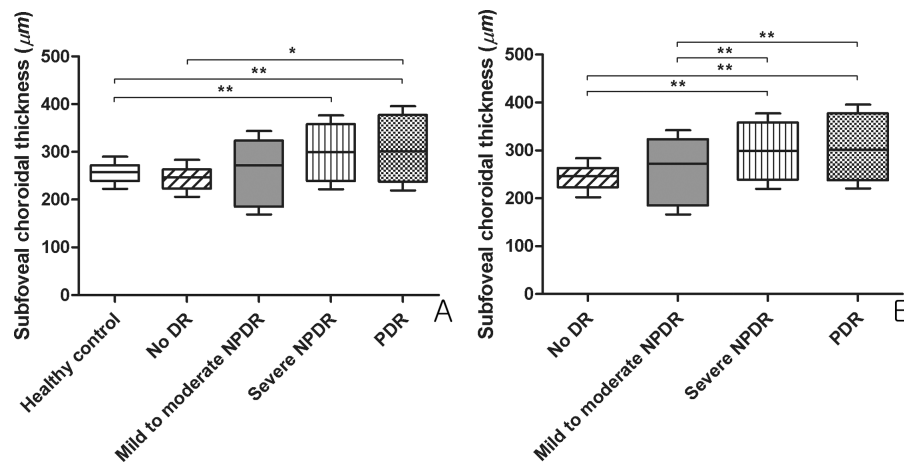 Subfoveal choroidal thickness (μm)
500
400
300
200
100
0
*
**
**
Healthy control
No DR
Mild to moderate NPDR
Severe NPDR
PDR
A
Subfoveal choroidal thickness (μm)
500
400
300
200
100
0
**
**
**
**
No DR
Mild to moderate NPDR
Severe NPDR
PDR